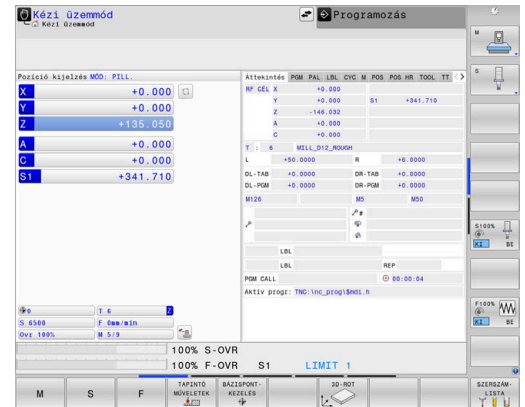 Kézi üzemmód
Kézi üzemmód
Programozás
Pozíció kijelzés MÓD: PILL.
X +0.000
Y +0.000
Z +135.050
A +0.000
C +0.000
S1 +341.710
0 T 6 Z
S 6500 F 0mm/min
Ovr 100% M 5/9
Áttekintés PGM PAL LBL CYC M POS POS HR TOOL TT
RF CÉL X +0.000
Y +0.000 S1 +341.710
Z -146.032
A +0.000
C +0.000
T : 6 MILL_D12_ROUGH
L +50.0000 R +6.0000
DL-TAB +0.0000 DR-TAB +0.0000
DL-PGM +0.0000 DR-PGM +0.0000
M126 M5 M50
LBL
LBL REP
PGM CALL 00:00:04
Aktív progr: TNC:\nc_prog\$mdi.h
100% S-OVR
100% F-OVR S1 LIMIT 1
M
S
F
TAPINTÓ MŰVELETEK
BÁZISPONT-KEZELÉS
3D-ROT
SZERSZÁM-LISTA
M
S
S100%
KI BE
F100%
KI BE